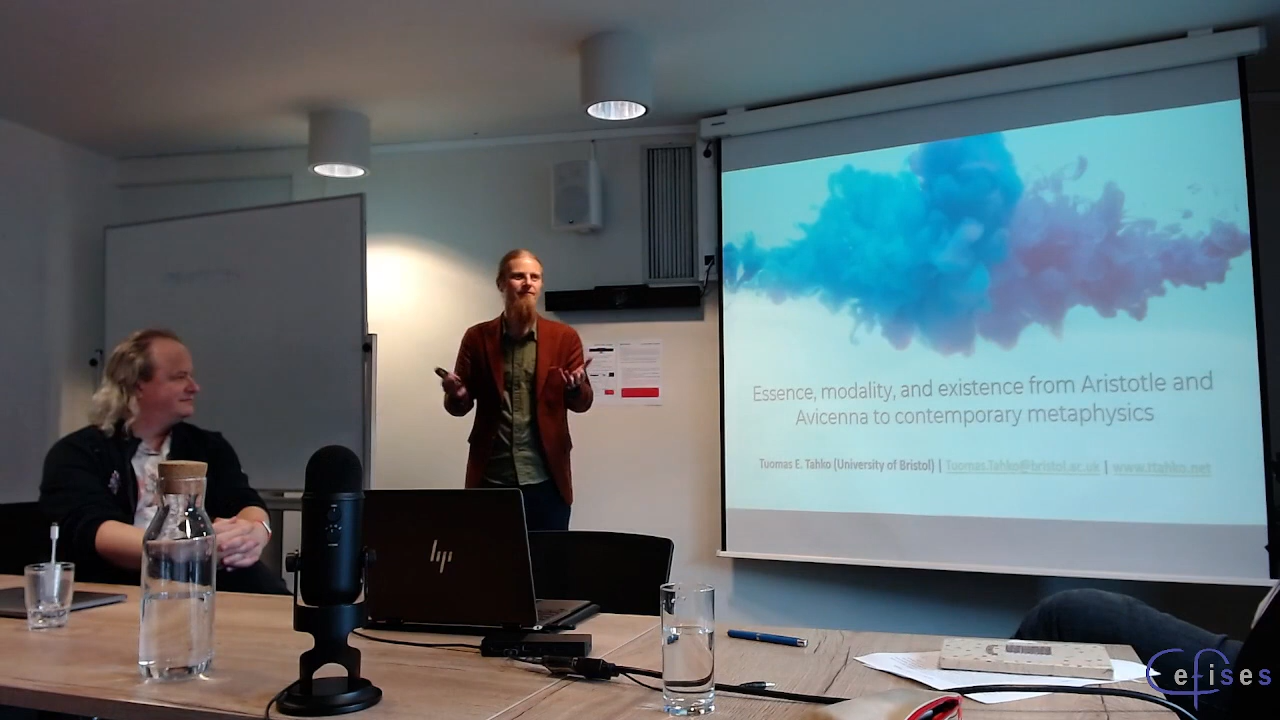 Essence, modality, and existence from Aristotle and
Avicenna to contemporary metaphysics
Tuomas E. Tahko (University of Bristol) | Tuomas.Tahko@bristol.ac.uk | www.ttahko.net
hp
Cefises